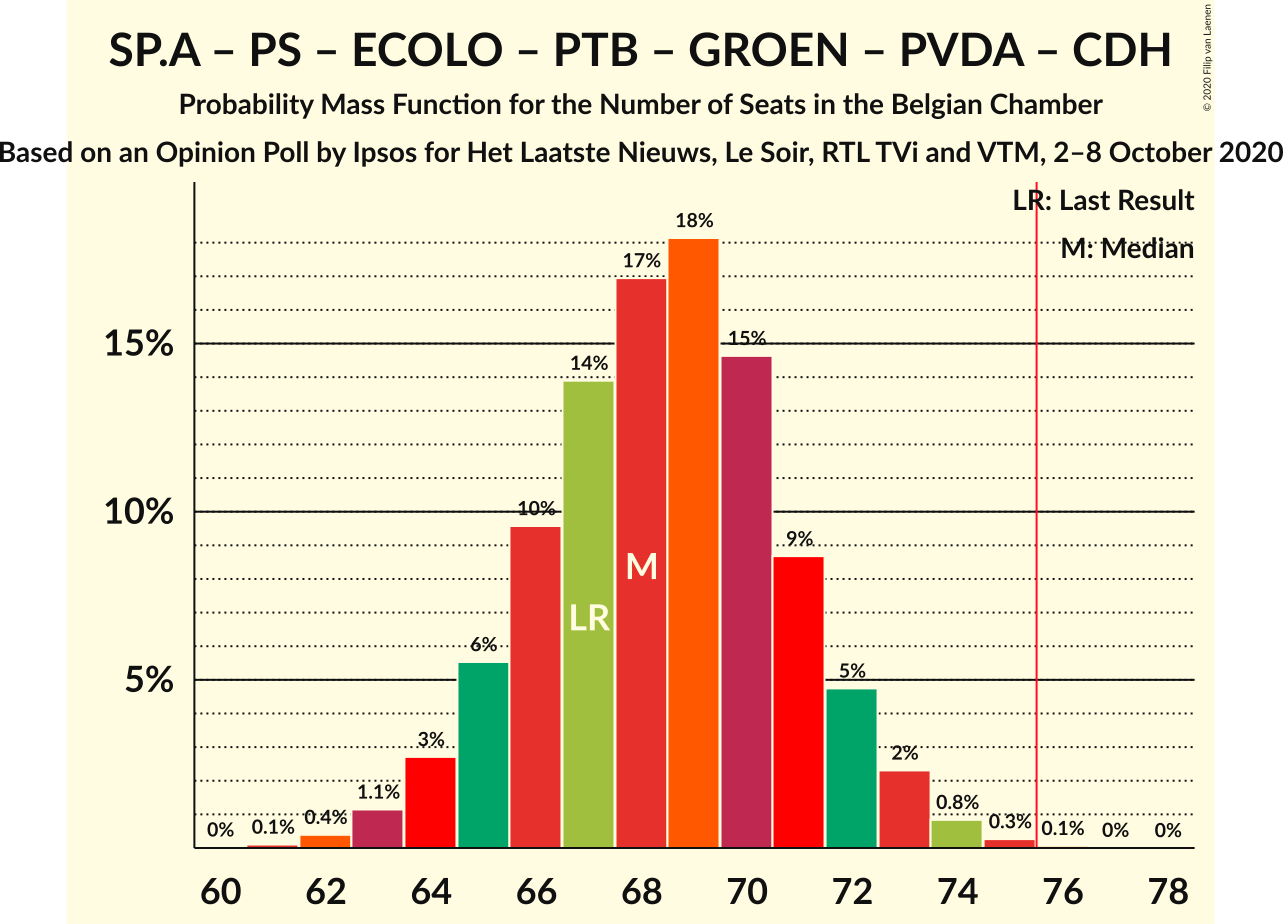 SP.A – PS – ECOLO – PTB – GROEN – PVDA – CDH
Probability Mass Function for the Number of Seats in the Belgian Chamber
Based on an Opinion Poll by Ipsos for Het Laatste Nieuws, Le Soir, RTL TVi and VTM, 2–8 October 2020
© 2020 Filip van Laenen
LR: Last Result
M: Median
15%
10%
5%
0%
0.1%
0.4%
1.1%
3%
6%
10%
14%
17%
18%
15%
9%
5%
2%
0.8%
0.3%
0.1%
0%
0%
M
LR
60 62 64 66 68 70 72 74 76 78